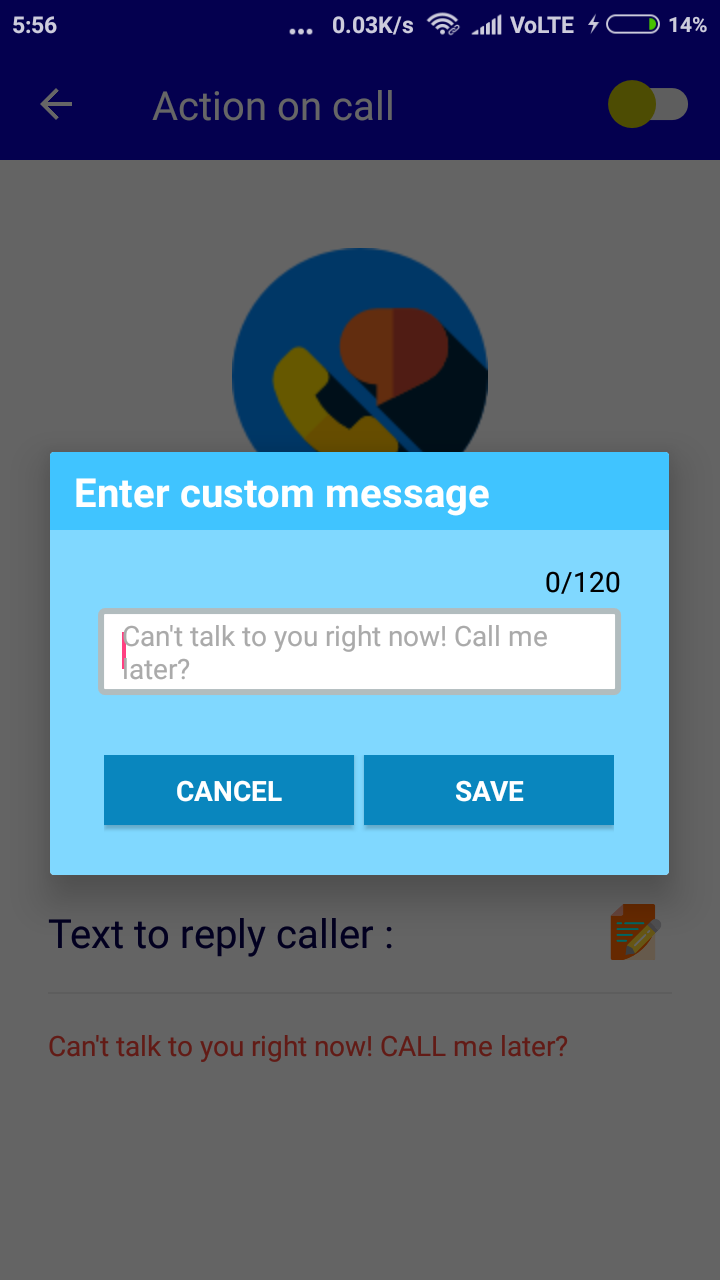 5:56 ... 0.03K/s VoLTE 14%
Action on call
Enter custom message
0/120
Can't talk to you right now! Call me
later?
CANCEL SAVE
Text to reply caller :
Can't talk to you right now! CALL me later?